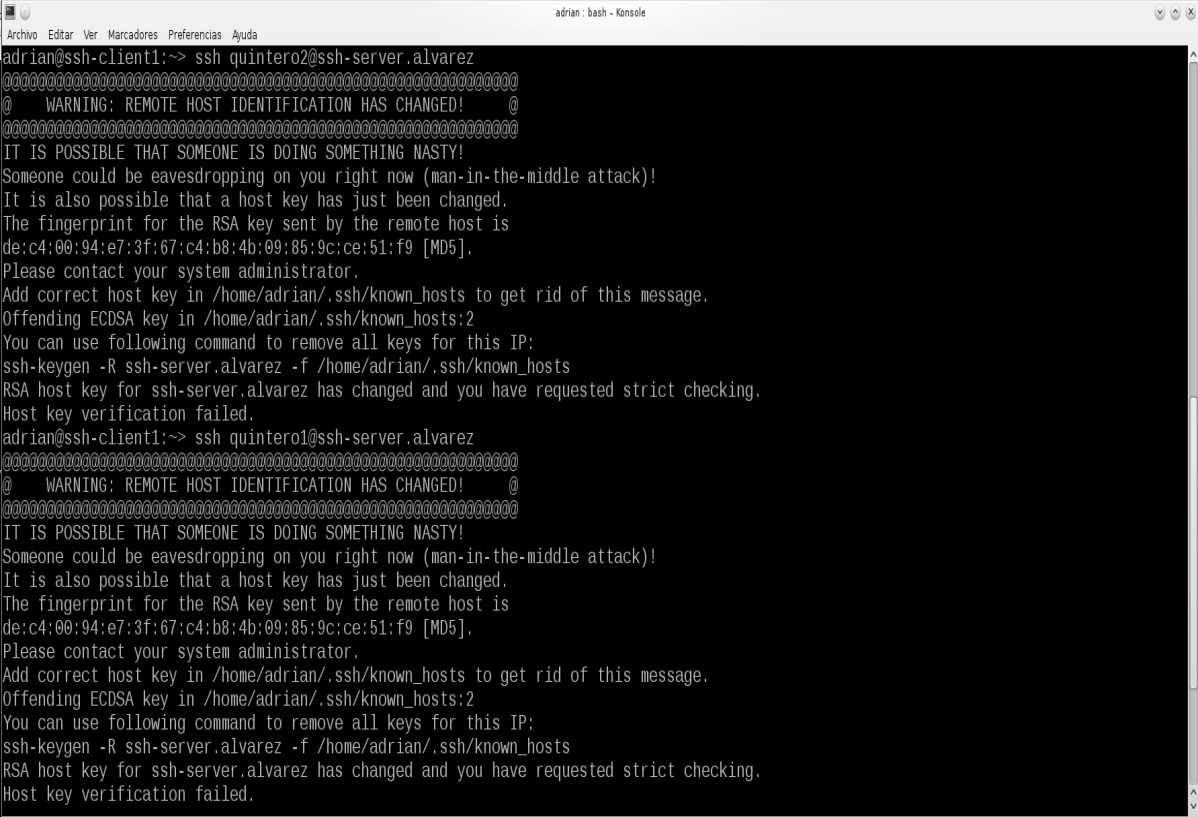 adrian : bash – Konsole
Archivo Editar Ver Marcadores Preferencias Ayuda
adrian@ssh-client1:~> ssh quintero2@ssh-server.alvarez
@@@@@@@@@@@@@@@@@@@@@@@@@@@@@@@@@@@@@@@@@@@@@@@@@@@@@@@@@@@
@    WARNING: REMOTE HOST IDENTIFICATION HAS CHANGED!     @
@@@@@@@@@@@@@@@@@@@@@@@@@@@@@@@@@@@@@@@@@@@@@@@@@@@@@@@@@@@
IT IS POSSIBLE THAT SOMEONE IS DOING SOMETHING NASTY!
Someone could be eavesdropping on you right now (man-in-the-middle attack)!
It is also possible that a host key has just been changed.
The fingerprint for the RSA key sent by the remote host is
de:c4:00:94:e7:3f:67:c4:b8:4b:09:85:9c:ce:51:f9 [MD5].
Please contact your system administrator.
Add correct host key in /home/adrian/.ssh/known_hosts to get rid of this message.
Offending ECDSA key in /home/adrian/.ssh/known_hosts:2
You can use following command to remove all keys for this IP:
ssh-keygen -R ssh-server.alvarez -f /home/adrian/.ssh/known_hosts
RSA host key for ssh-server.alvarez has changed and you have requested strict checking.
Host key verification failed.
adrian@ssh-client1:~> ssh quintero1@ssh-server.alvarez
@@@@@@@@@@@@@@@@@@@@@@@@@@@@@@@@@@@@@@@@@@@@@@@@@@@@@@@@@@@
@    WARNING: REMOTE HOST IDENTIFICATION HAS CHANGED!     @
@@@@@@@@@@@@@@@@@@@@@@@@@@@@@@@@@@@@@@@@@@@@@@@@@@@@@@@@@@@
IT IS POSSIBLE THAT SOMEONE IS DOING SOMETHING NASTY!
Someone could be eavesdropping on you right now (man-in-the-middle attack)!
It is also possible that a host key has just been changed.
The fingerprint for the RSA key sent by the remote host is
de:c4:00:94:e7:3f:67:c4:b8:4b:09:85:9c:ce:51:f9 [MD5].
Please contact your system administrator.
Add correct host key in /home/adrian/.ssh/known_hosts to get rid of this message.
Offending ECDSA key in /home/adrian/.ssh/known_hosts:2
You can use following command to remove all keys for this IP:
ssh-keygen -R ssh-server.alvarez -f /home/adrian/.ssh/known_hosts
RSA host key for ssh-server.alvarez has changed and you have requested strict checking.
Host key verification failed.